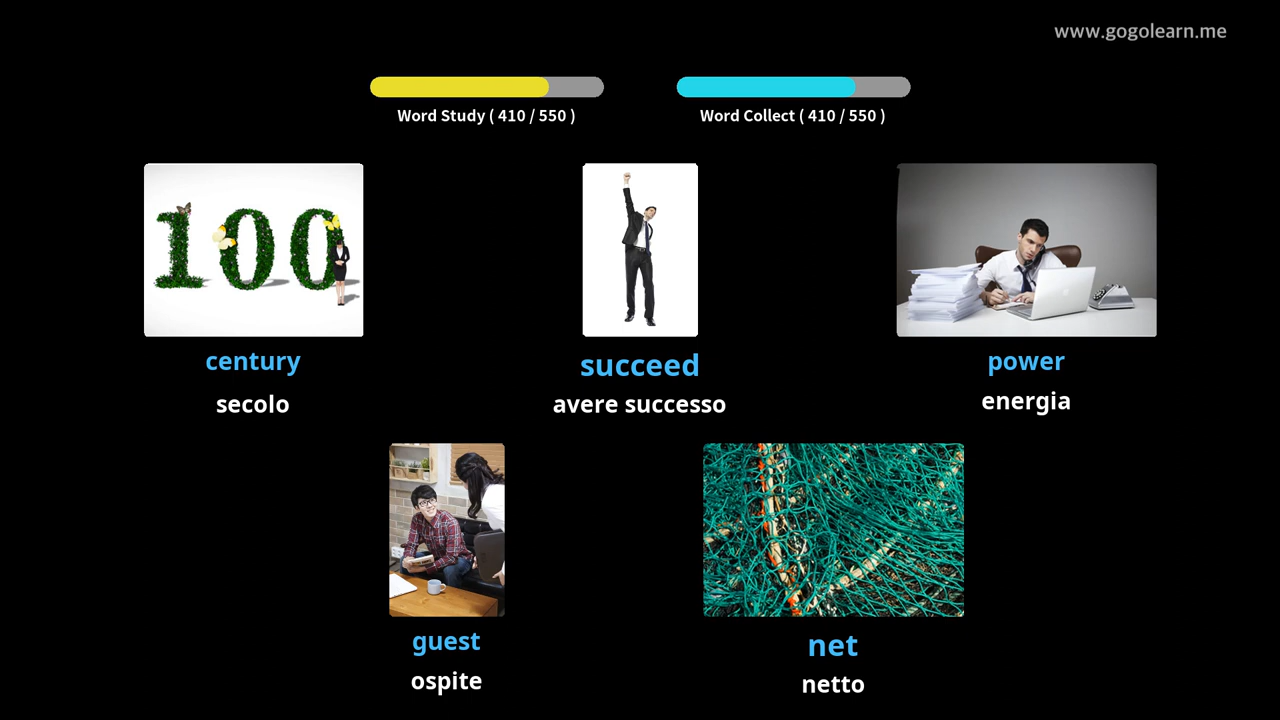 www.gogolearn.me
Word Study ( 410 / 550 )
Word Collect ( 410 / 550 )
100
century
succeed
power
secolo
avere successo
energia
guest
net
ospite
netto